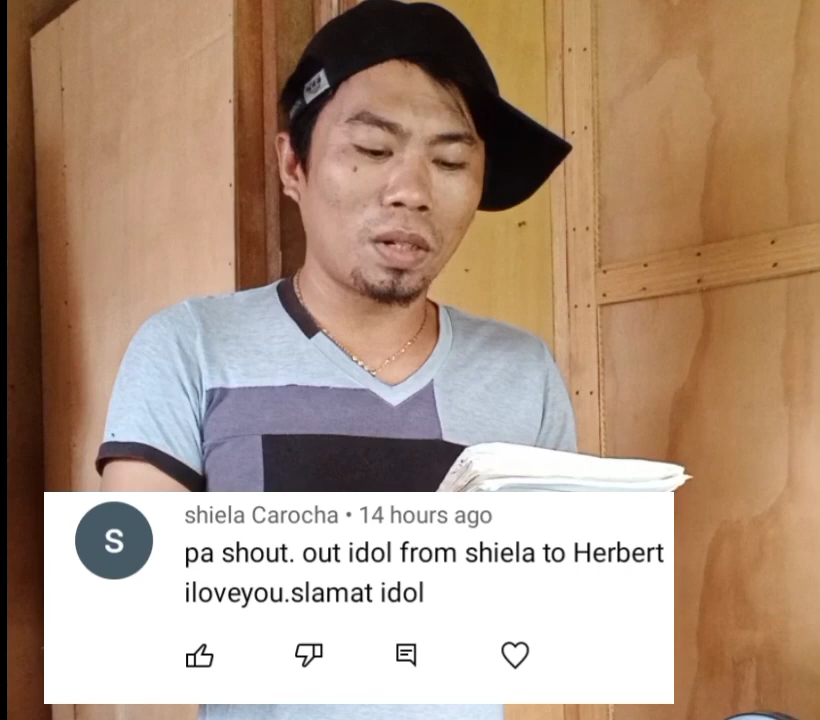 shiela Carocha • 14 hours ago
pa shout. out idol from shiela to Herbert
iloveyou.slamat idol
S